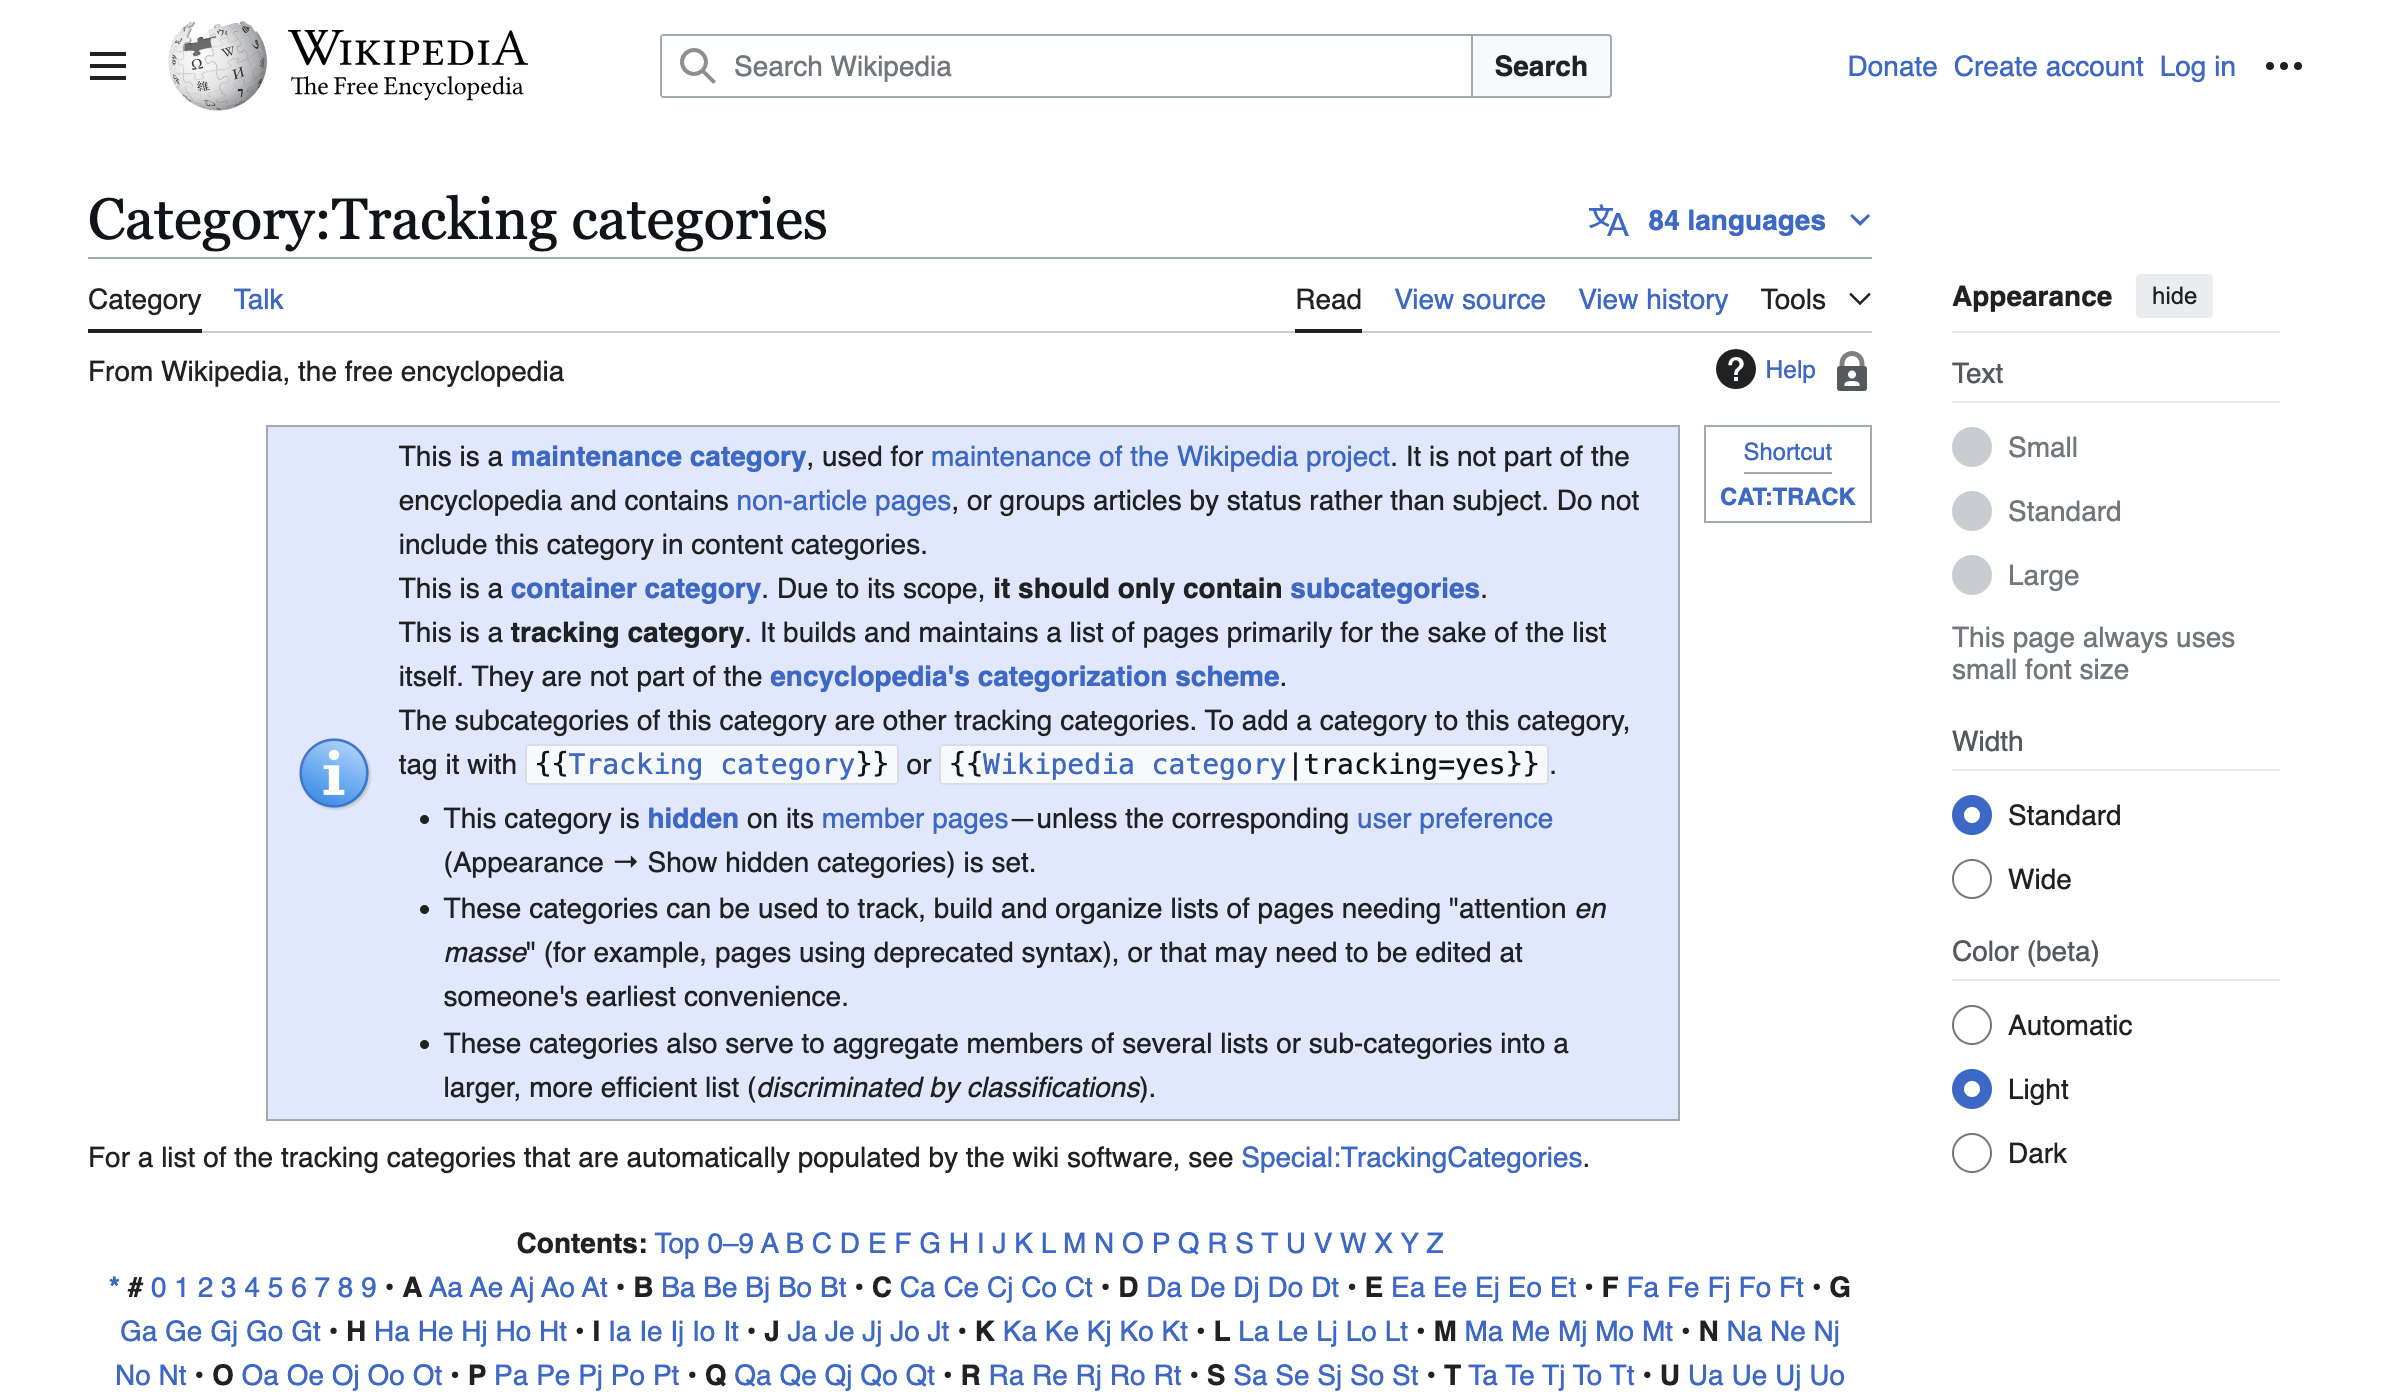 WIKIPEDIA
The Free Encyclopedia
Search Wikipedia
Search
Donate Create account Log in
Category:Tracking categories
84 languages
Category Talk
Read View source View history Tools
From Wikipedia, the free encyclopedia
Help
This is a maintenance category, used for maintenance of the Wikipedia project. It is not part of the
encyclopedia and contains non-article pages, or groups articles by status rather than subject. Do not
include this category in content categories.
This is a container category. Due to its scope, it should only contain subcategories.
This is a tracking category. It builds and maintains a list of pages primarily for the sake of the list
itself. They are not part of the encyclopedia's categorization scheme.
The subcategories of this category are other tracking categories. To add a category to this category,
tag it with {{Tracking category}} or {{Wikipedia category|tracking=yes}}.
• This category is hidden on its member pages—unless the corresponding user preference
(Appearance → Show hidden categories) is set.
• These categories can be used to track, build and organize lists of pages needing "attention en
masse" (for example, pages using deprecated syntax), or that may need to be edited at
someone's earliest convenience.
• These categories also serve to aggregate members of several lists or sub-categories into a
larger, more efficient list (discriminated by classifications).
Shortcut
CAT:TRACK
For a list of the tracking categories that are automatically populated by the wiki software, see Special:TrackingCategories.
Contents: Top 0–9 A B C D E F G H I J K L M N O P Q R S T U V W X Y Z
* # 0 1 2 3 4 5 6 7 8 9 • A Aa Ae Aj Ao At • B Ba Be Bj Bo Bt • C Ca Ce Cj Co Ct • D Da De Dj Do Dt • E Ea Ee Ej Eo Et • F Fa Fe Fj Fo Ft • G
Ga Ge Gj Go Gt • H Ha He Hj Ho Ht • I Ia Ie Ij Io It • J Ja Je Jj Jo Jt • K Ka Ke Kj Ko Kt • L La Le Lj Lo Lt • M Ma Me Mj Mo Mt • N Na Ne Nj
No Nt • O Oa Oe Oj Oo Ot • P Pa Pe Pj Po Pt • Q Qa Qe Qj Qo Qt • R Ra Re Rj Ro Rt • S Sa Se Sj So St • T Ta Te Tj To Tt • U Ua Ue Uj Uo
Appearance hide
Text
Small
Standard
Large
This page always uses
small font size
Width
Standard
Wide
Color (beta)
Automatic
Light
Dark